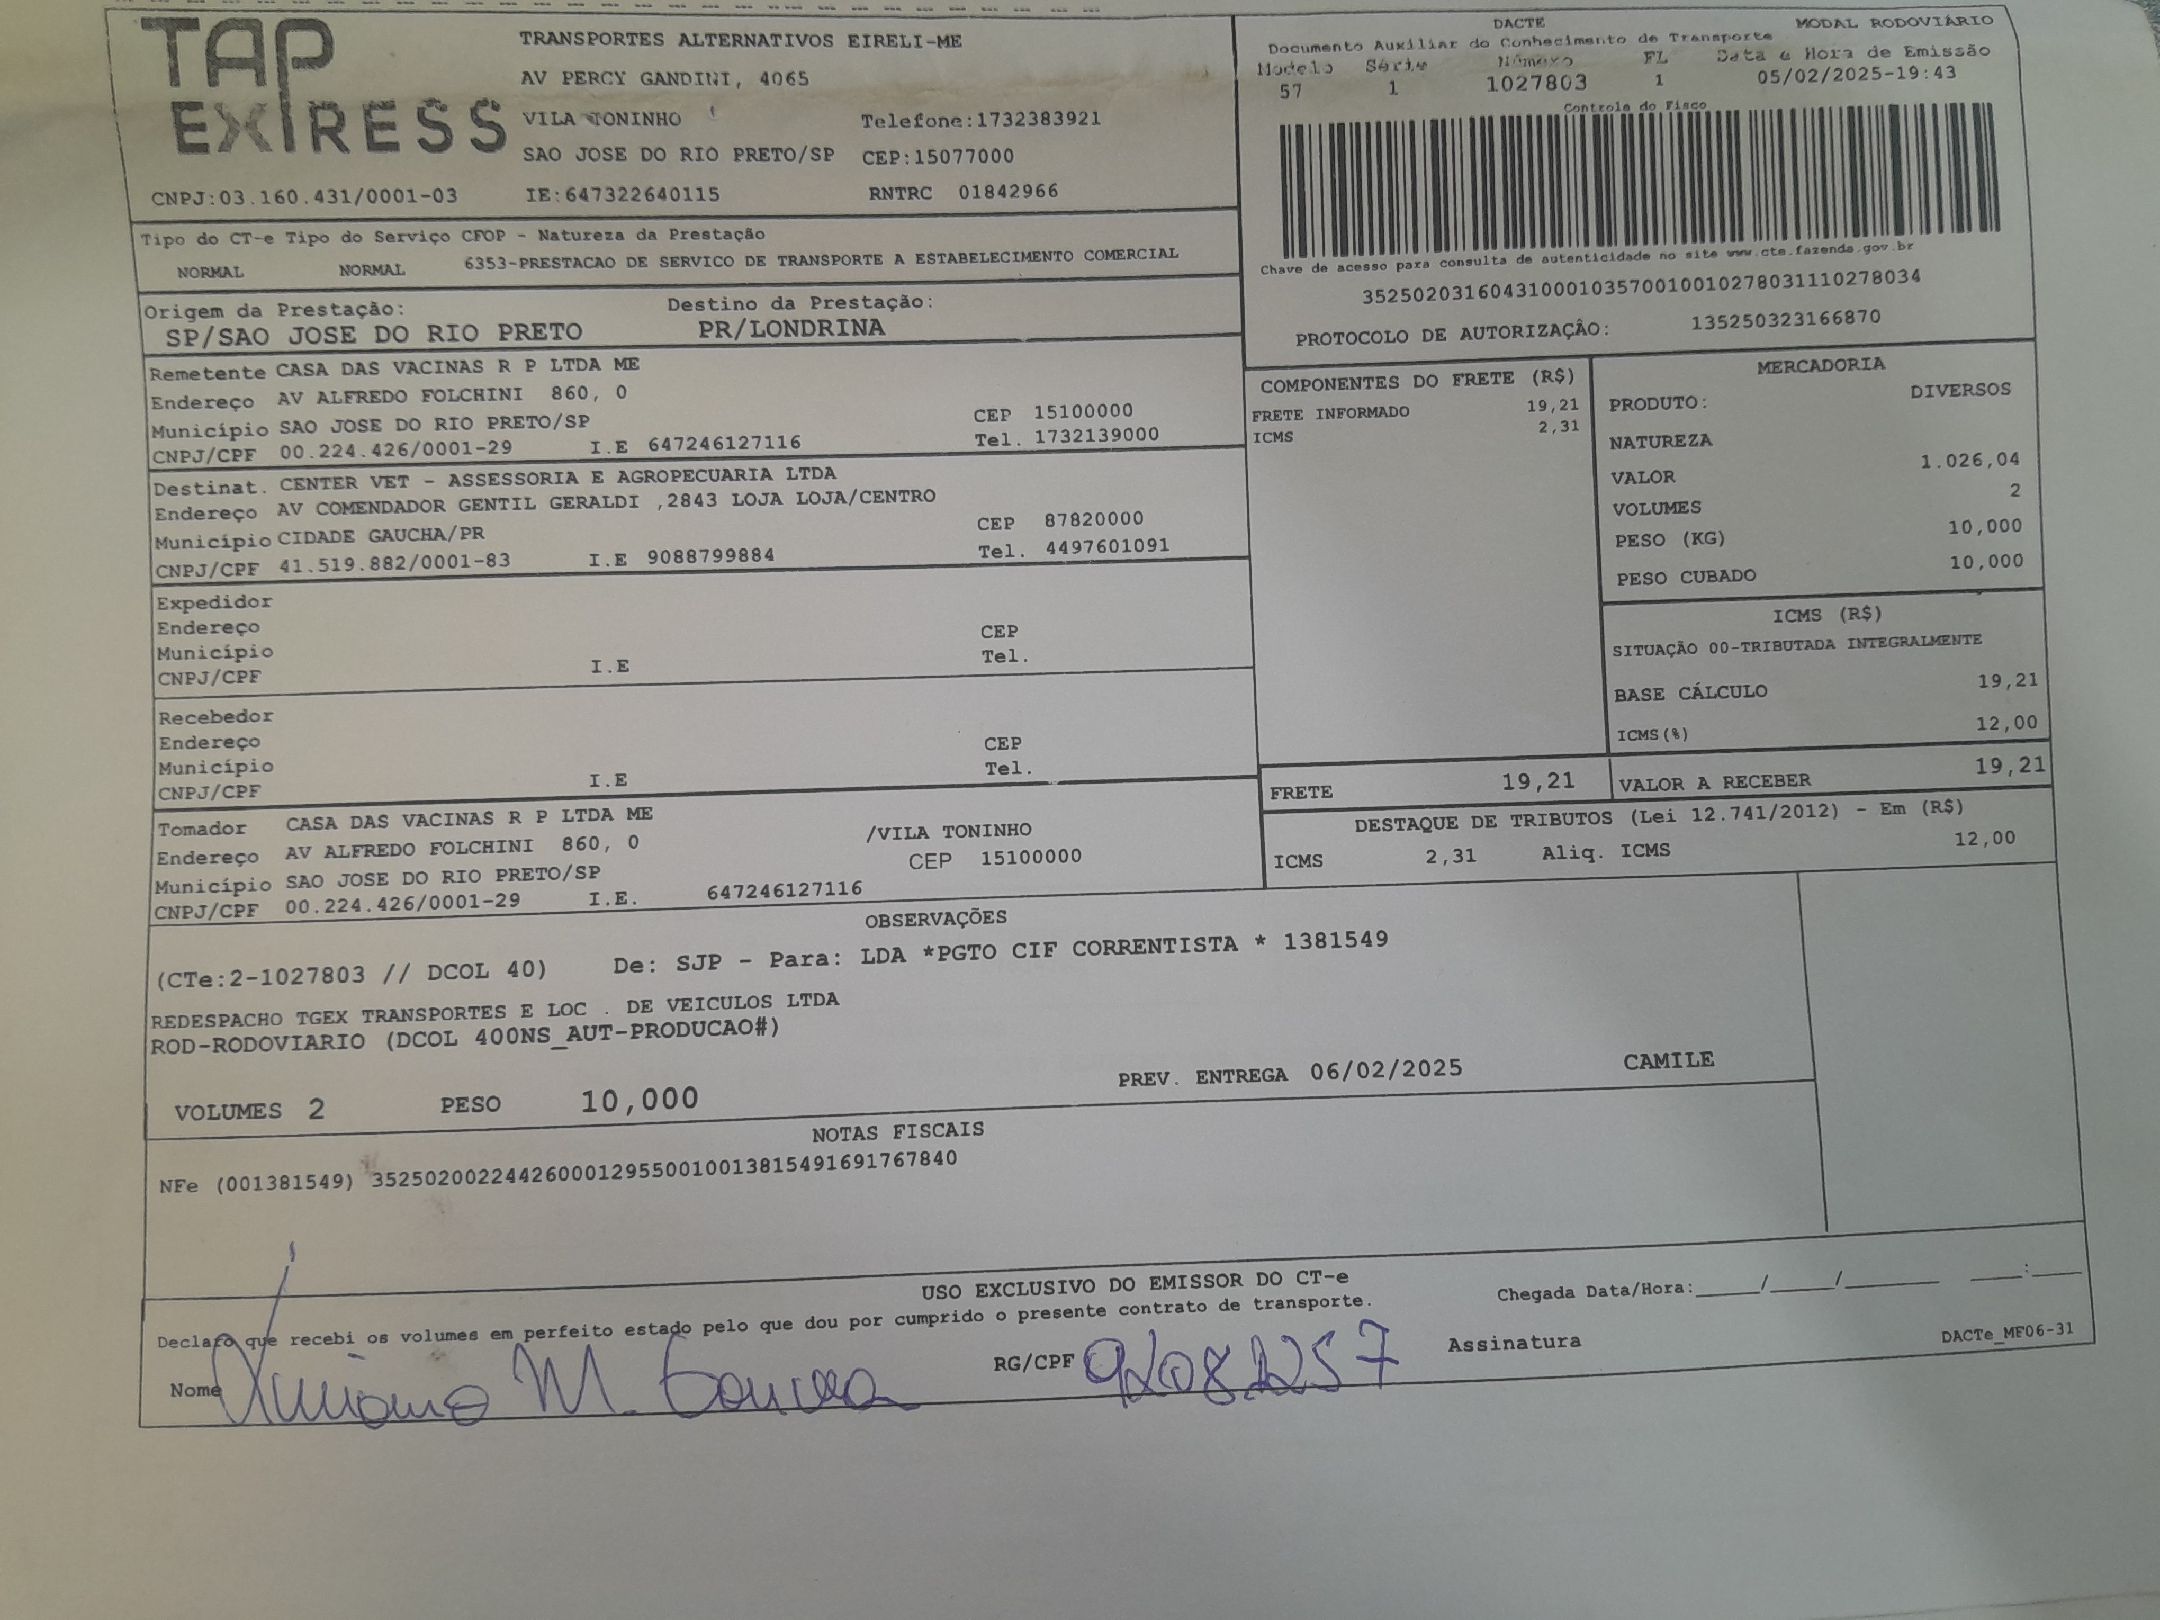 TAP
EXPRESS
TRANSPORTES ALTERNATIVOS EIRELI-ME
AV PERCY GANDINI, 4065
VILA TONINHO
Telefone:1732383921
SAO JOSE DO RIO PRETO/SP CEP:15077000
CNPJ:03.160.431/0001-03 IE:647322640115 RNTRC 01842966
DACTE MODAL RODOVIÁRIO
Documento Auxiliar do Conhecimento de Transporte
Modelo Série Número FL Data e Hora de Emissão
57 1 1027803 1 05/02/2025-19:43
Controle do Fisco
Chave de acesso para consulta de autenticidade no site www.cte.fazenda.gov.br
35250203160431000103570010010278031110278034
PROTOCOLO DE AUTORIZAÇÂO: 135250323166870
Tipo do CT-e Tipo do Serviço CFOP - Natureza da Prestação
NORMAL NORMAL 6353-PRESTACAO DE SERVICO DE TRANSPORTE A ESTABELECIMENTO COMERCIAL
Origem da Prestação: Destino da Prestação:
SP/SAO JOSE DO RIO PRETO PR/LONDRINA
Remetente CASA DAS VACINAS R P LTDA ME
Endereço AV ALFREDO FOLCHINI 860, 0
Município SAO JOSE DO RIO PRETO/SP CEP 15100000
CNPJ/CPF 00.224.426/0001-29 I.E 647246127116 Tel. 1732139000
Destinat. CENTER VET - ASSESSORIA E AGROPECUARIA LTDA
Endereço AV COMENDADOR GENTIL GERALDI ,2843 LOJA LOJA/CENTRO
Município CIDADE GAUCHA/PR CEP 87820000
CNPJ/CPF 41.519.882/0001-83 I.E 9088799884 Tel. 4497601091
Expedidor
Endereço
Município CEP
CNPJ/CPF I.E Tel.
Recebedor
Endereço
Município CEP
CNPJ/CPF I.E Tel.
Tomador CASA DAS VACINAS R P LTDA ME
Endereço AV ALFREDO FOLCHINI 860, 0 /VILA TONINHO
Município SAO JOSE DO RIO PRETO/SP CEP 15100000
CNPJ/CPF 00.224.426/0001-29 I.E. 647246127116
COMPONENTES DO FRETE (R$)
FRETE INFORMADO 19,21
ICMS 2,31
MERCADORIA
PRODUTO: DIVERSOS
NATUREZA
VALOR 1.026,04
VOLUMES 2
PESO (KG) 10,000
PESO CUBADO 10,000
ICMS (R$)
SITUAÇÃO 00-TRIBUTADA INTEGRALMENTE
BASE CÁLCULO 19,21
ICMS(%) 12,00
FRETE 19,21 VALOR A RECEBER 19,21
DESTAQUE DE TRIBUTOS (Lei 12.741/2012) - Em (R$)
ICMS 2,31 Aliq. ICMS 12,00
OBSERVAÇÕES
(CTe:2-1027803 // DCOL 40) De: SJP - Para: LDA *PGTO CIF CORRENTISTA * 1381549
REDESPACHO TGEX TRANSPORTES E LOC . DE VEICULOS LTDA
ROD-RODOVIARIO (DCOL 400NS_AUT-PRODUCAO#)
VOLUMES 2 PESO 10,000 PREV. ENTREGA 06/02/2025 CAMILE
NOTAS FISCAIS
NFe (001381549) 35250200224426000129550010013815491691767840
USO EXCLUSIVO DO EMISSOR DO CT-e
Declaro que recebi os volumes em perfeito estado pelo que dou por cumprido o presente contrato de transporte.
Chegada Data/Hora:_____/_____/_______ ____:____
Nome M. RG/CPF Assinatura
DACTe_MF06-31